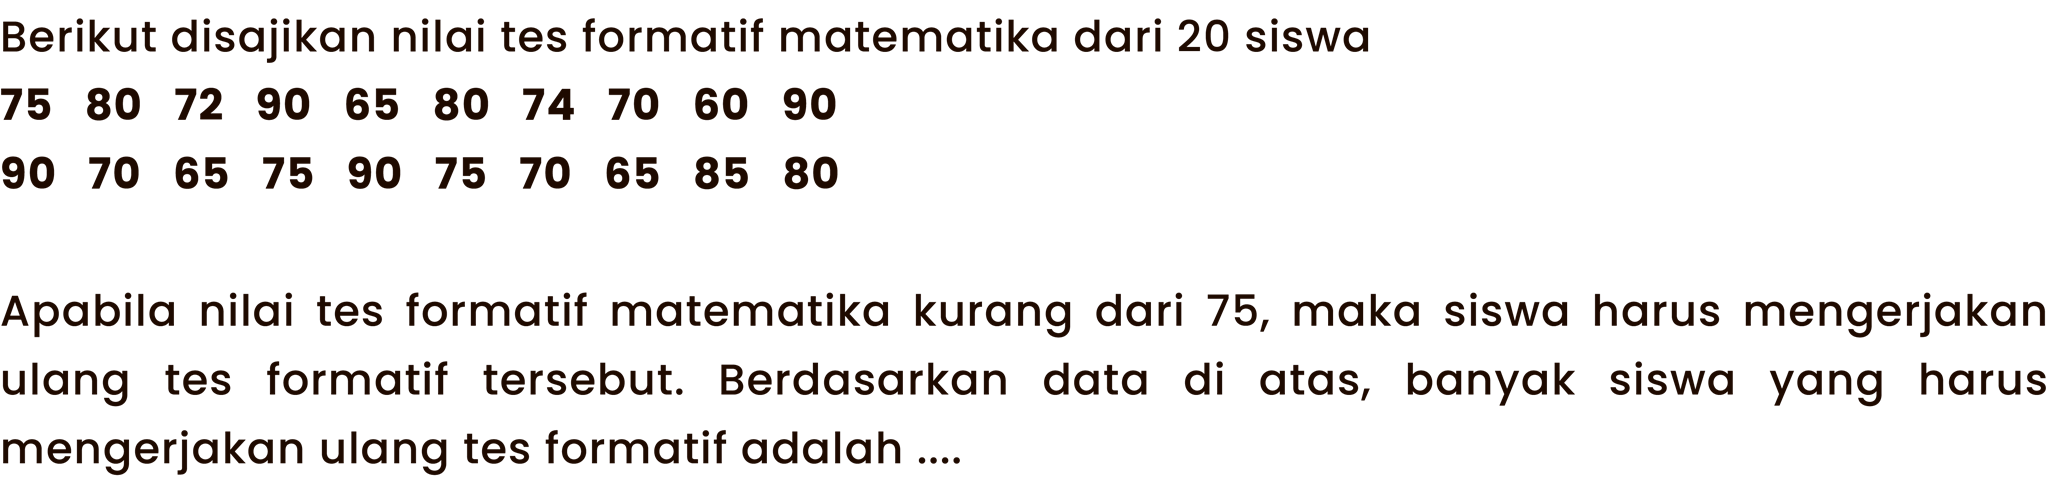 Berikut disajikan nilai tes formatif matematika dari 20 siswa
75 80 72 90 65 80 74 70 60 90
90 70 65 75 90 75 70 65 85 80
Apabila nilai tes formatif matematika kurang dari 75, maka siswa harus mengerjakan
ulang tes formatif tersebut. Berdasarkan data di atas, banyak siswa yang harus
mengerjakan ulang tes formatif adalah ....